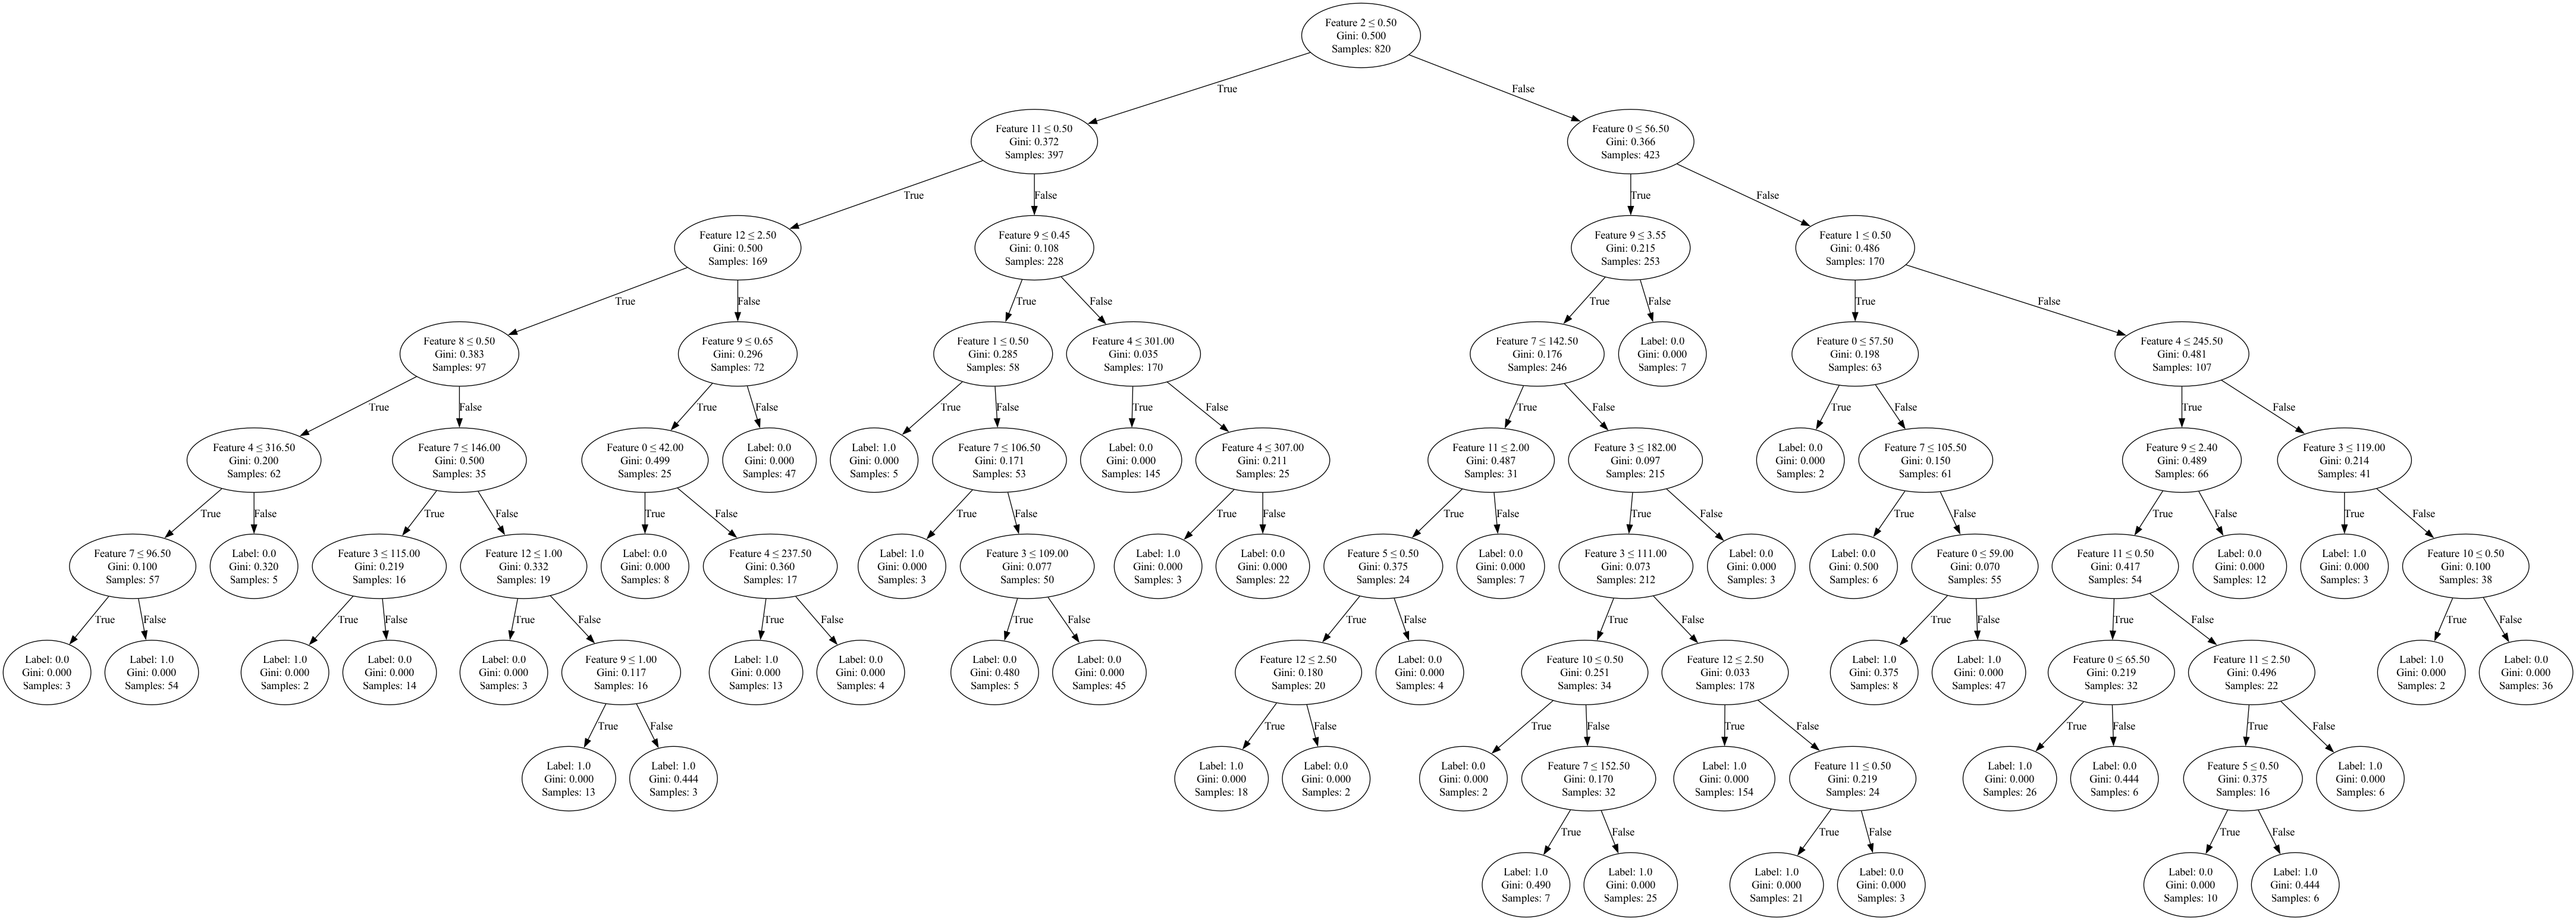 Feature 2 ≤ 0.50
Gini: 0.500
Samples: 820
True
False
Feature 11 ≤ 0.50
Gini: 0.372
Samples: 397
Feature 0 ≤ 56.50
Gini: 0.366
Samples: 423
True
False
True
False
Feature 12 ≤ 2.50
Gini: 0.500
Samples: 169
Feature 9 ≤ 0.45
Gini: 0.108
Samples: 228
Feature 9 ≤ 3.55
Gini: 0.215
Samples: 253
Feature 1 ≤ 0.50
Gini: 0.486
Samples: 170
True
False
True
False
True
False
True
False
Feature 8 ≤ 0.50
Gini: 0.383
Samples: 97
Feature 9 ≤ 0.65
Gini: 0.296
Samples: 72
Feature 1 ≤ 0.50
Gini: 0.285
Samples: 58
Feature 4 ≤ 301.00
Gini: 0.035
Samples: 170
Feature 7 ≤ 142.50
Gini: 0.176
Samples: 246
Label: 0.0
Gini: 0.000
Samples: 7
Feature 0 ≤ 57.50
Gini: 0.198
Samples: 63
Feature 4 ≤ 245.50
Gini: 0.481
Samples: 107
True
False
True
False
True
False
True
False
True
False
True
False
True
False
Feature 4 ≤ 316.50
Gini: 0.200
Samples: 62
Feature 7 ≤ 146.00
Gini: 0.500
Samples: 35
Feature 0 ≤ 42.00
Gini: 0.499
Samples: 25
Label: 0.0
Gini: 0.000
Samples: 47
Label: 1.0
Gini: 0.000
Samples: 5
Feature 7 ≤ 106.50
Gini: 0.171
Samples: 53
Label: 0.0
Gini: 0.000
Samples: 145
Feature 4 ≤ 307.00
Gini: 0.211
Samples: 25
Feature 11 ≤ 2.00
Gini: 0.487
Samples: 31
Feature 3 ≤ 182.00
Gini: 0.097
Samples: 215
Label: 0.0
Gini: 0.000
Samples: 2
Feature 7 ≤ 105.50
Gini: 0.150
Samples: 61
Feature 9 ≤ 2.40
Gini: 0.489
Samples: 66
Feature 3 ≤ 119.00
Gini: 0.214
Samples: 41
True
False
True
False
True
False
True
False
True
False
True
False
True
False
True
False
True
False
True
False
Feature 7 ≤ 96.50
Gini: 0.100
Samples: 57
Label: 0.0
Gini: 0.320
Samples: 5
Feature 3 ≤ 115.00
Gini: 0.219
Samples: 16
Feature 12 ≤ 1.00
Gini: 0.332
Samples: 19
Label: 0.0
Gini: 0.000
Samples: 8
Feature 4 ≤ 237.50
Gini: 0.360
Samples: 17
Label: 1.0
Gini: 0.000
Samples: 3
Feature 3 ≤ 109.00
Gini: 0.077
Samples: 50
Label: 1.0
Gini: 0.000
Samples: 3
Label: 0.0
Gini: 0.000
Samples: 22
Feature 5 ≤ 0.50
Gini: 0.375
Samples: 24
Label: 0.0
Gini: 0.000
Samples: 7
Feature 3 ≤ 111.00
Gini: 0.073
Samples: 212
Label: 0.0
Gini: 0.000
Samples: 3
Label: 0.0
Gini: 0.500
Samples: 6
Feature 0 ≤ 59.00
Gini: 0.070
Samples: 55
Feature 11 ≤ 0.50
Gini: 0.417
Samples: 54
Label: 0.0
Gini: 0.000
Samples: 12
Label: 1.0
Gini: 0.000
Samples: 3
Feature 10 ≤ 0.50
Gini: 0.100
Samples: 38
True
False
True
False
True
False
True
False
True
False
True
False
True
False
True
False
True
False
True
False
Label: 0.0
Gini: 0.000
Samples: 3
Label: 1.0
Gini: 0.000
Samples: 54
Label: 1.0
Gini: 0.000
Samples: 2
Label: 0.0
Gini: 0.000
Samples: 14
Label: 0.0
Gini: 0.000
Samples: 3
Feature 9 ≤ 1.00
Gini: 0.117
Samples: 16
Label: 1.0
Gini: 0.000
Samples: 13
Label: 0.0
Gini: 0.000
Samples: 4
Label: 0.0
Gini: 0.480
Samples: 5
Label: 0.0
Gini: 0.000
Samples: 45
Feature 12 ≤ 2.50
Gini: 0.180
Samples: 20
Label: 0.0
Gini: 0.000
Samples: 4
Feature 10 ≤ 0.50
Gini: 0.251
Samples: 34
Feature 12 ≤ 2.50
Gini: 0.033
Samples: 178
Label: 1.0
Gini: 0.375
Samples: 8
Label: 1.0
Gini: 0.000
Samples: 47
Feature 0 ≤ 65.50
Gini: 0.219
Samples: 32
Feature 11 ≤ 2.50
Gini: 0.496
Samples: 22
Label: 1.0
Gini: 0.000
Samples: 2
Label: 0.0
Gini: 0.000
Samples: 36
True
False
True
False
True
False
True
False
True
False
True
False
Label: 1.0
Gini: 0.000
Samples: 13
Label: 1.0
Gini: 0.444
Samples: 3
Label: 1.0
Gini: 0.000
Samples: 18
Label: 0.0
Gini: 0.000
Samples: 2
Label: 0.0
Gini: 0.000
Samples: 2
Feature 7 ≤ 152.50
Gini: 0.170
Samples: 32
Label: 1.0
Gini: 0.000
Samples: 154
Feature 11 ≤ 0.50
Gini: 0.219
Samples: 24
Label: 1.0
Gini: 0.000
Samples: 26
Label: 0.0
Gini: 0.444
Samples: 6
Feature 5 ≤ 0.50
Gini: 0.375
Samples: 16
Label: 1.0
Gini: 0.000
Samples: 6
True
False
True
False
True
False
Label: 1.0
Gini: 0.490
Samples: 7
Label: 1.0
Gini: 0.000
Samples: 25
Label: 1.0
Gini: 0.000
Samples: 21
Label: 0.0
Gini: 0.000
Samples: 3
Label: 0.0
Gini: 0.000
Samples: 10
Label: 1.0
Gini: 0.444
Samples: 6